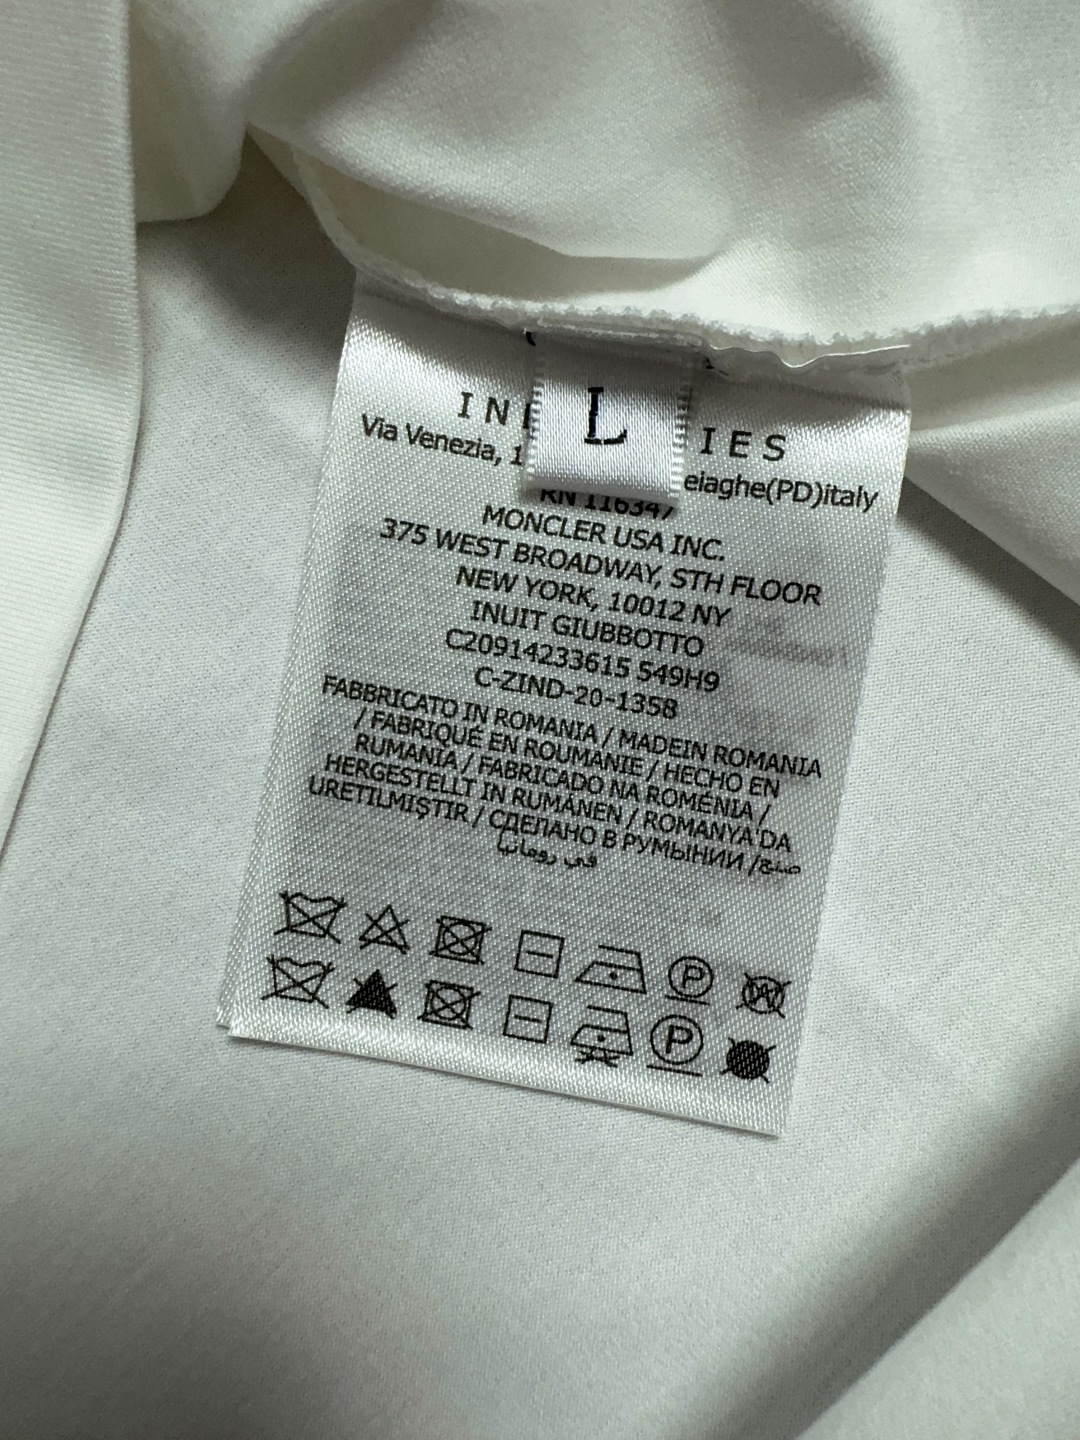 L
IES
Via Venezia, 1
elaghe(PD)italy
RN 116347
MONCLER USA INC.
375 WEST BROADWAY, STH FLOOR
NEW YORK, 10012 NY
INUIT GIUBBOTTO
C20914233615 549H9
C-ZIND-20-1358
FABBRICATO IN ROMANIA / MADEIN ROMANIA
/ FABRIQUÉ EN ROUMANIE / HECHO EN
RUMANÍA / FABRICADO NA ROMÉNIA /
HERGESTELLT IN RUMÄNEN / ROMANYA'DA
URETILMIŞTIR / СДЕПАНО В РУМЫНИИ / صنع
في رومانيا
P W
P